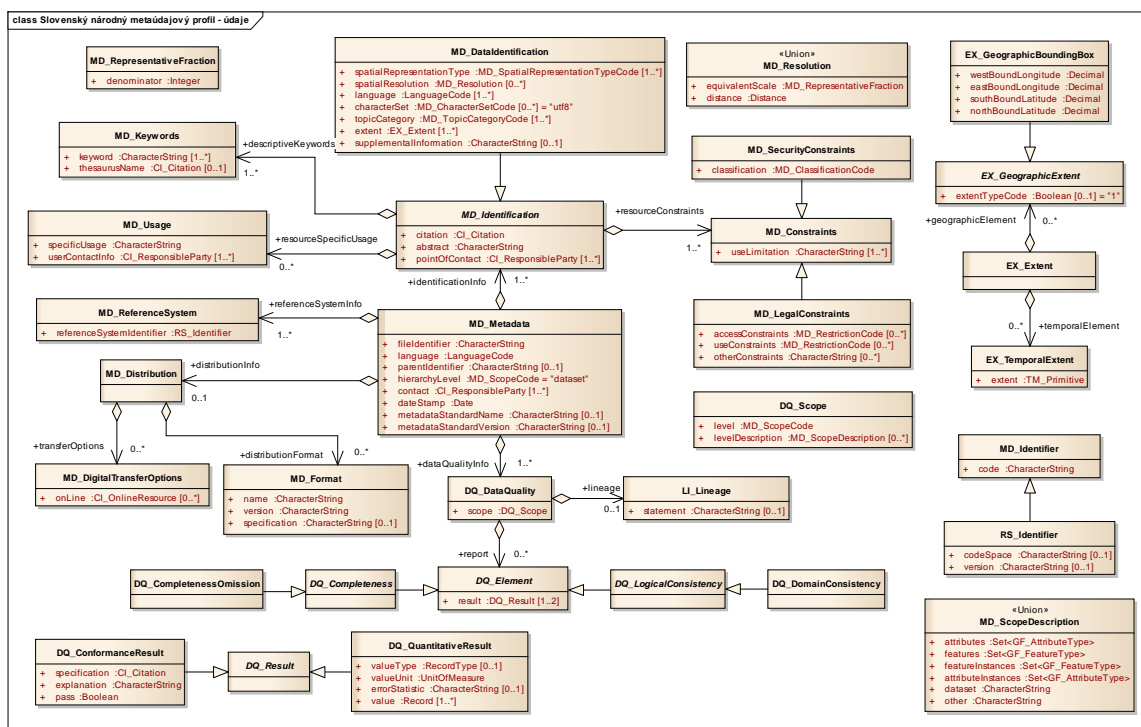 class Slovenský národný metaúdajový profil - údaje
MD_RepresentativeFraction
+ denominator :Integer
MD_DataIdentification
+ spatialRepresentationType :MD_SpatialRepresentationTypeCode [1..*]
+ spatialResolution :MD_Resolution [0..*]
+ language :LanguageCode [1..*]
+ characterSet :MD_CharacterSetCode [0..*] = "utf8"
+ topicCategory :MD_TopicCategoryCode [1..*]
+ extent :EX_Extent [1..*]
+ supplementalInformation :CharacterString [0..1]
«Union»
MD_Resolution
+ equivalentScale :MD_RepresentativeFraction
+ distance :Distance
EX_GeographicBoundingBox
+ westBoundLongitude :Decimal
+ eastBoundLongitude :Decimal
+ southBoundLatitude :Decimal
+ northBoundLatitude :Decimal
MD_Keywords
+ keyword :CharacterString [1..*]
+ thesaurusName :CI_Citation [0..1]
+descriptiveKeywords
1..*
MD_SecurityConstraints
+ classification :MD_ClassificationCode
EX_GeographicExtent
+ extentTypeCode :Boolean [0..1] = "1"
MD_Identification
+ citation :CI_Citation
+ abstract :CharacterString
+ pointOfContact :CI_ResponsibleParty [1..*]
+resourceConstraints
1..*
MD_Constraints
+ useLimitation :CharacterString [1..*]
+geographicElement
0..*
MD_Usage
+ specificUsage :CharacterString
+ userContactInfo :CI_ResponsibleParty [1..*]
+resourceSpecificUsage
0..*
EX_Extent
+identificationInfo
1..*
MD_ReferenceSystem
+ referenceSystemIdentifier :RS_Identifier
+referenceSystemInfo
1..*
MD_Metadata
+ fileIdentifier :CharacterString
+ language :LanguageCode
+ parentIdentifier :CharacterString [0..1]
+ hierarchyLevel :MD_ScopeCode = "dataset"
+ contact :CI_ResponsibleParty [1..*]
+ dateStamp :Date
+ metadataStandardName :CharacterString [0..1]
+ metadataStandardVersion :CharacterString [0..1]
MD_LegalConstraints
+ accessConstraints :MD_RestrictionCode [0..*]
+ useConstraints :MD_RestrictionCode [0..*]
+ otherConstraints :CharacterString [0..*]
0..*
+temporalElement
EX_TemporalExtent
+ extent :TM_Primitive
MD_Distribution
+distributionInfo
0..1
DQ_Scope
+ level :MD_ScopeCode
+ levelDescription :MD_ScopeDescription [0..*]
+transferOptions
0..*
+distributionFormat
0..*
MD_DigitalTransferOptions
+ onLine :CI_OnlineResource [0..*]
MD_Format
+ name :CharacterString
+ version :CharacterString
+ specification :CharacterString [0..1]
+dataQualityInfo
1..*
DQ_DataQuality
+ scope :DQ_Scope
+lineage
0..1
LI_Lineage
+ statement :CharacterString [0..1]
MD_Identifier
+ code :CharacterString
RS_Identifier
+ codeSpace :CharacterString [0..1]
+ version :CharacterString [0..1]
+report
0..*
DQ_CompletenessOmission
DQ_Completeness
DQ_Element
+ result :DQ_Result [1..2]
DQ_LogicalConsistency
DQ_DomainConsistency
«Union»
MD_ScopeDescription
+ attributes :Set<GF_AttributeType>
+ features :Set<GF_FeatureType>
+ featureInstances :Set<GF_FeatureType>
+ attributeInstances :Set<GF_AttributeType>
+ dataset :CharacterString
+ other :CharacterString
DQ_ConformanceResult
+ specification :CI_Citation
+ explanation :CharacterString
+ pass :Boolean
DQ_Result
DQ_QuantitativeResult
+ valueType :RecordType [0..1]
+ valueUnit :UnitOfMeasure
+ errorStatistic :CharacterString [0..1]
+ value :Record [1..*]